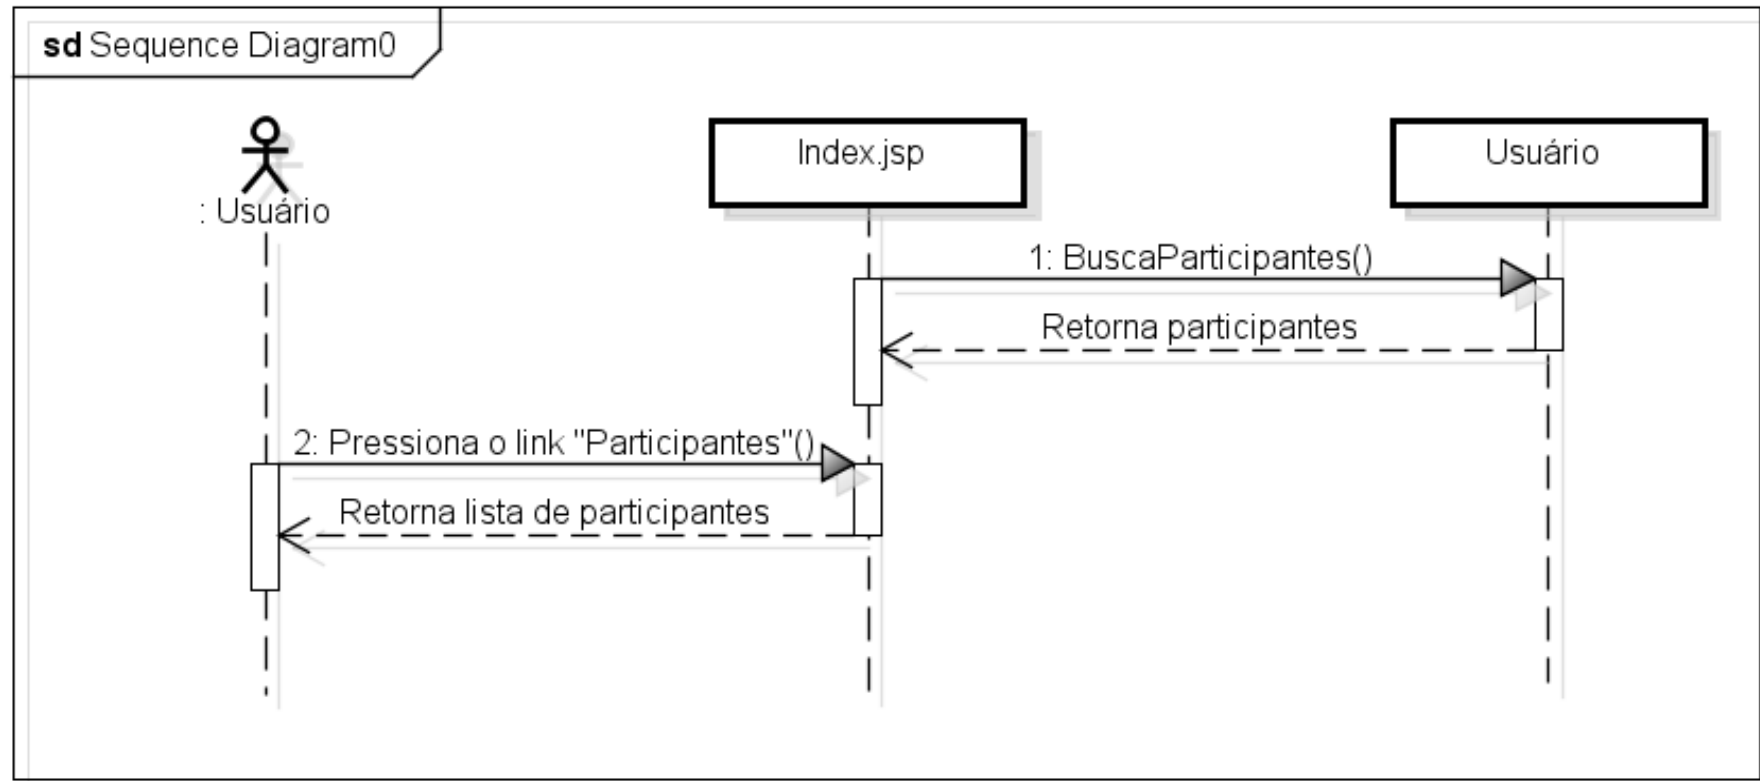 sd Sequence Diagram0
: Usuário
Index.jsp
Usuário
1: BuscaParticipantes()
Retorna participantes
2: Pressiona o link "Participantes"()
Retorna lista de participantes